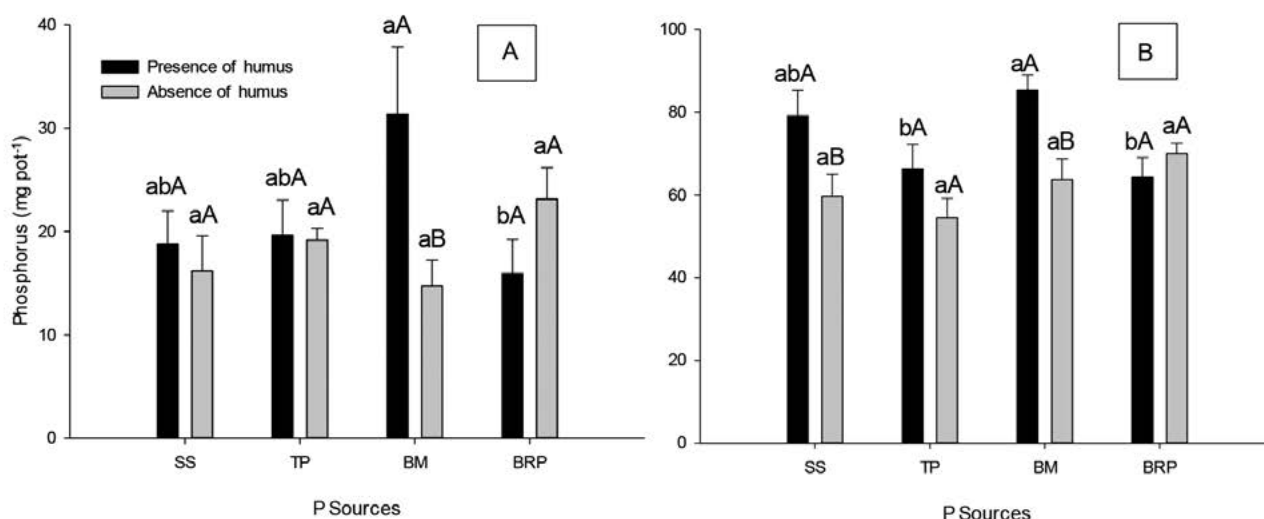 Phosphorus (mg pot⁻¹)
40
30
20
10
0
Presence of humus
Absence of humus
A
abA
aA
abA
aA
aA
aB
bA
aA
SS TP BM BRP
P Sources
100
80
60
40
20
0
B
abA
aB
bA
aA
aA
aB
bA
aA
SS TP BM BRP
P Sources